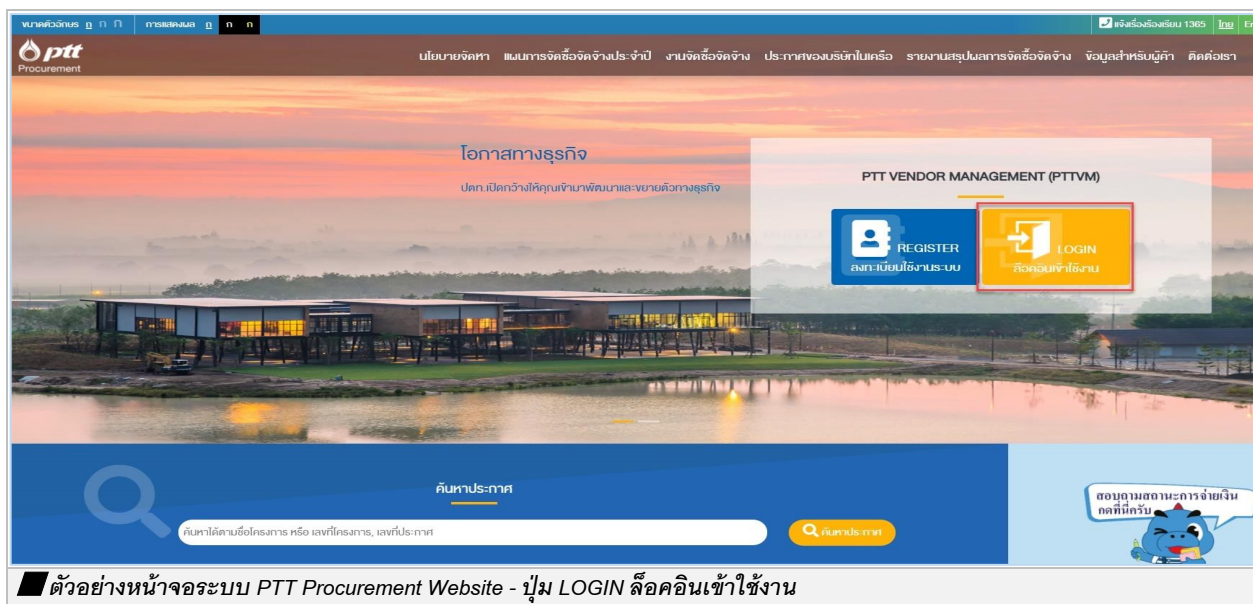 ขนาดตัวอักษร ก ก ก การแสดงผล ก ก ก แจ้งเรื่องร้องเรียน 1365 ไทย
ptt
Procurement
นโยบายจัดหา แผนการจัดซื้อจัดจ้างประจำปี งานจัดซื้อจัดจ้าง ประกาศของบริษัทในเครือ รายงานสรุปผลการจัดซื้อจัดจ้าง ข้อมูลสำหรับผู้ค้า ติดต่อเรา
โอกาสทางธุรกิจ
ปตท.เปิดกว้างให้คุณเข้ามาพัฒนาและขยายตัวทางธุรกิจ
PTT VENDOR MANAGEMENT (PTTVM)
REGISTER
ลงทะเบียนใช้งานระบบ
LOGIN
ล็อคอินเข้าใช้งาน
ค้นหาประกาศ
ค้นหาได้ตามชื่อโครงการ หรือ เลขที่โครงการ, เลขที่ประกาศ
ค้นหาประกาศ
สอบถามสถานะการจ่ายเงิน
กดที่นี่ครับ
ตัวอย่างหน้าจอระบบ PTT Procurement Website - ปุ่ม LOGIN ล็อคอินเข้าใช้งาน